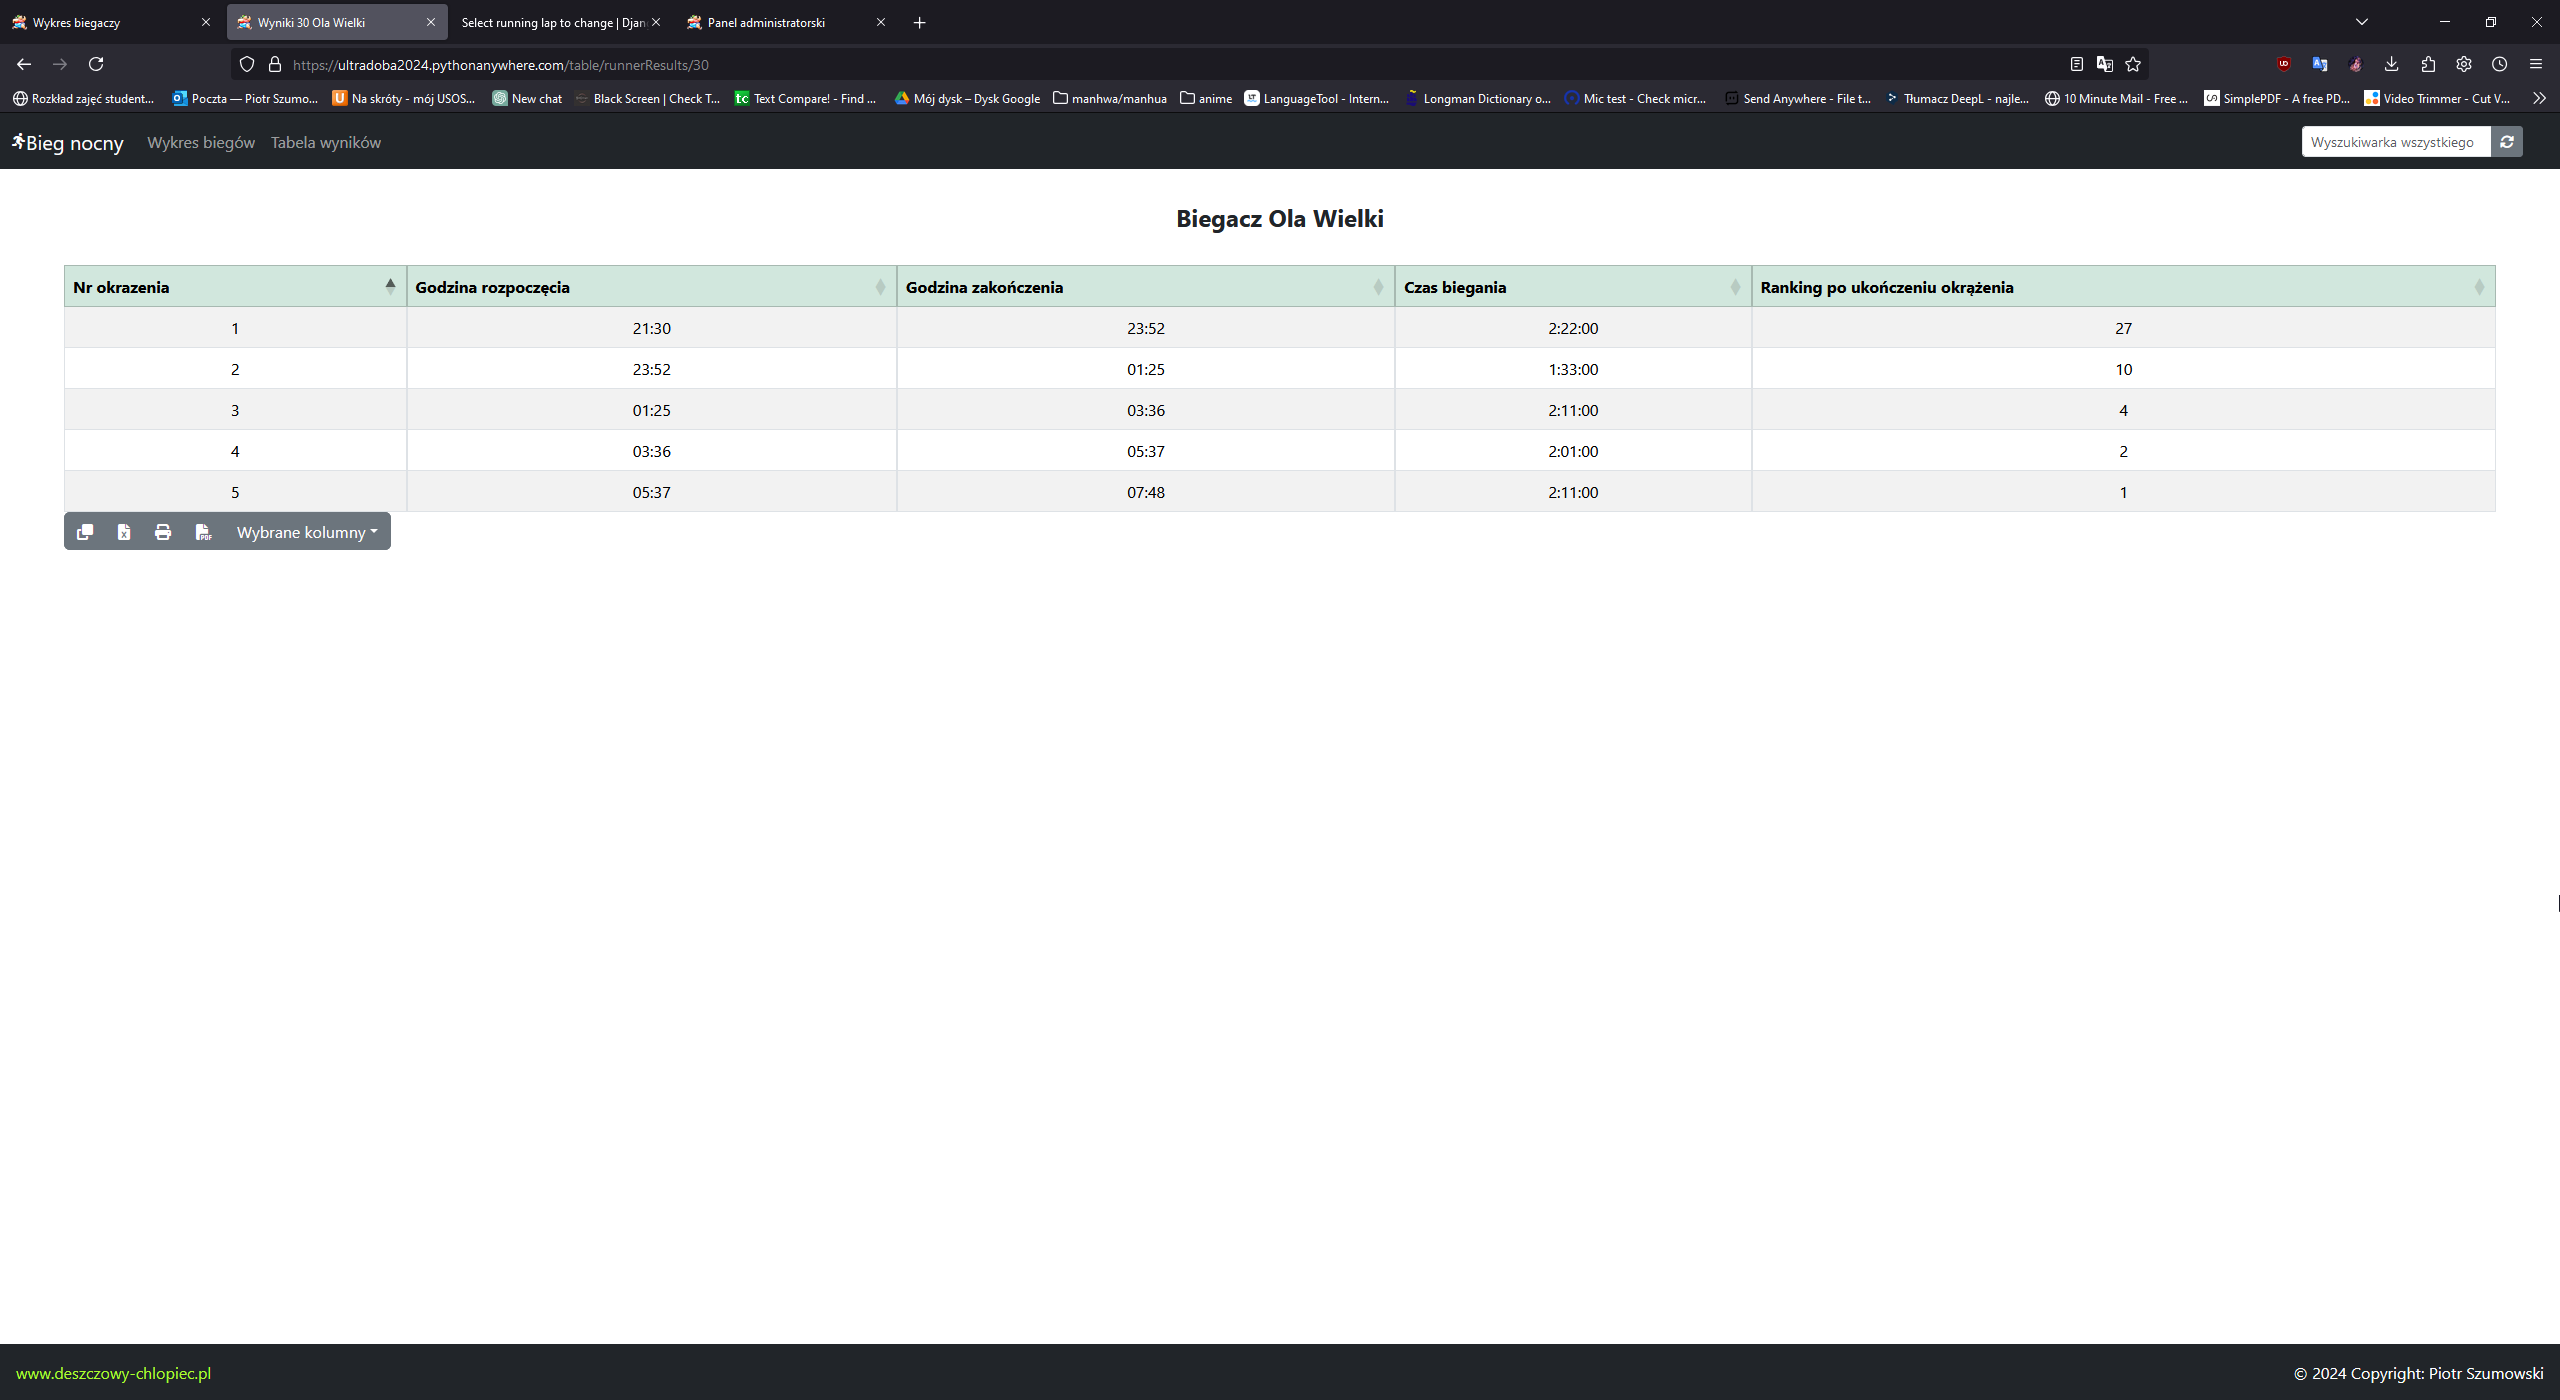 Wykres biegaczy
Wyniki 30 Ola Wielki
Select running lap to change | Djan
Panel administratorski
https://ultradoba2024.pythonanywhere.com/table/runnerResults/30
Rozkład zajęć student... Poczta — Piotr Szumo... Na skróty - mój USOS... New chat Black Screen | Check T... Text Compare! - Find ... Mój dysk – Dysk Google manhwa/manhua anime LanguageTool - Intern... Longman Dictionary o... Mic test - Check micr... Send Anywhere - File t... Tłumacz DeepL - najle... 10 Minute Mail - Free ... SimplePDF - A free PD... Video Trimmer - Cut V...
Bieg nocny Wykres biegów Tabela wyników Wyszukiwarka wszystkiego
Biegacz Ola Wielki
Nr okrazenia Godzina rozpoczęcia Godzina zakończenia Czas biegania Ranking po ukończeniu okrążenia
1 21:30 23:52 2:22:00 27
2 23:52 01:25 1:33:00 10
3 01:25 03:36 2:11:00 4
4 03:36 05:37 2:01:00 2
5 05:37 07:48 2:11:00 1
Wybrane kolumny
www.deszczowy-chlopiec.pl © 2024 Copyright: Piotr Szumowski